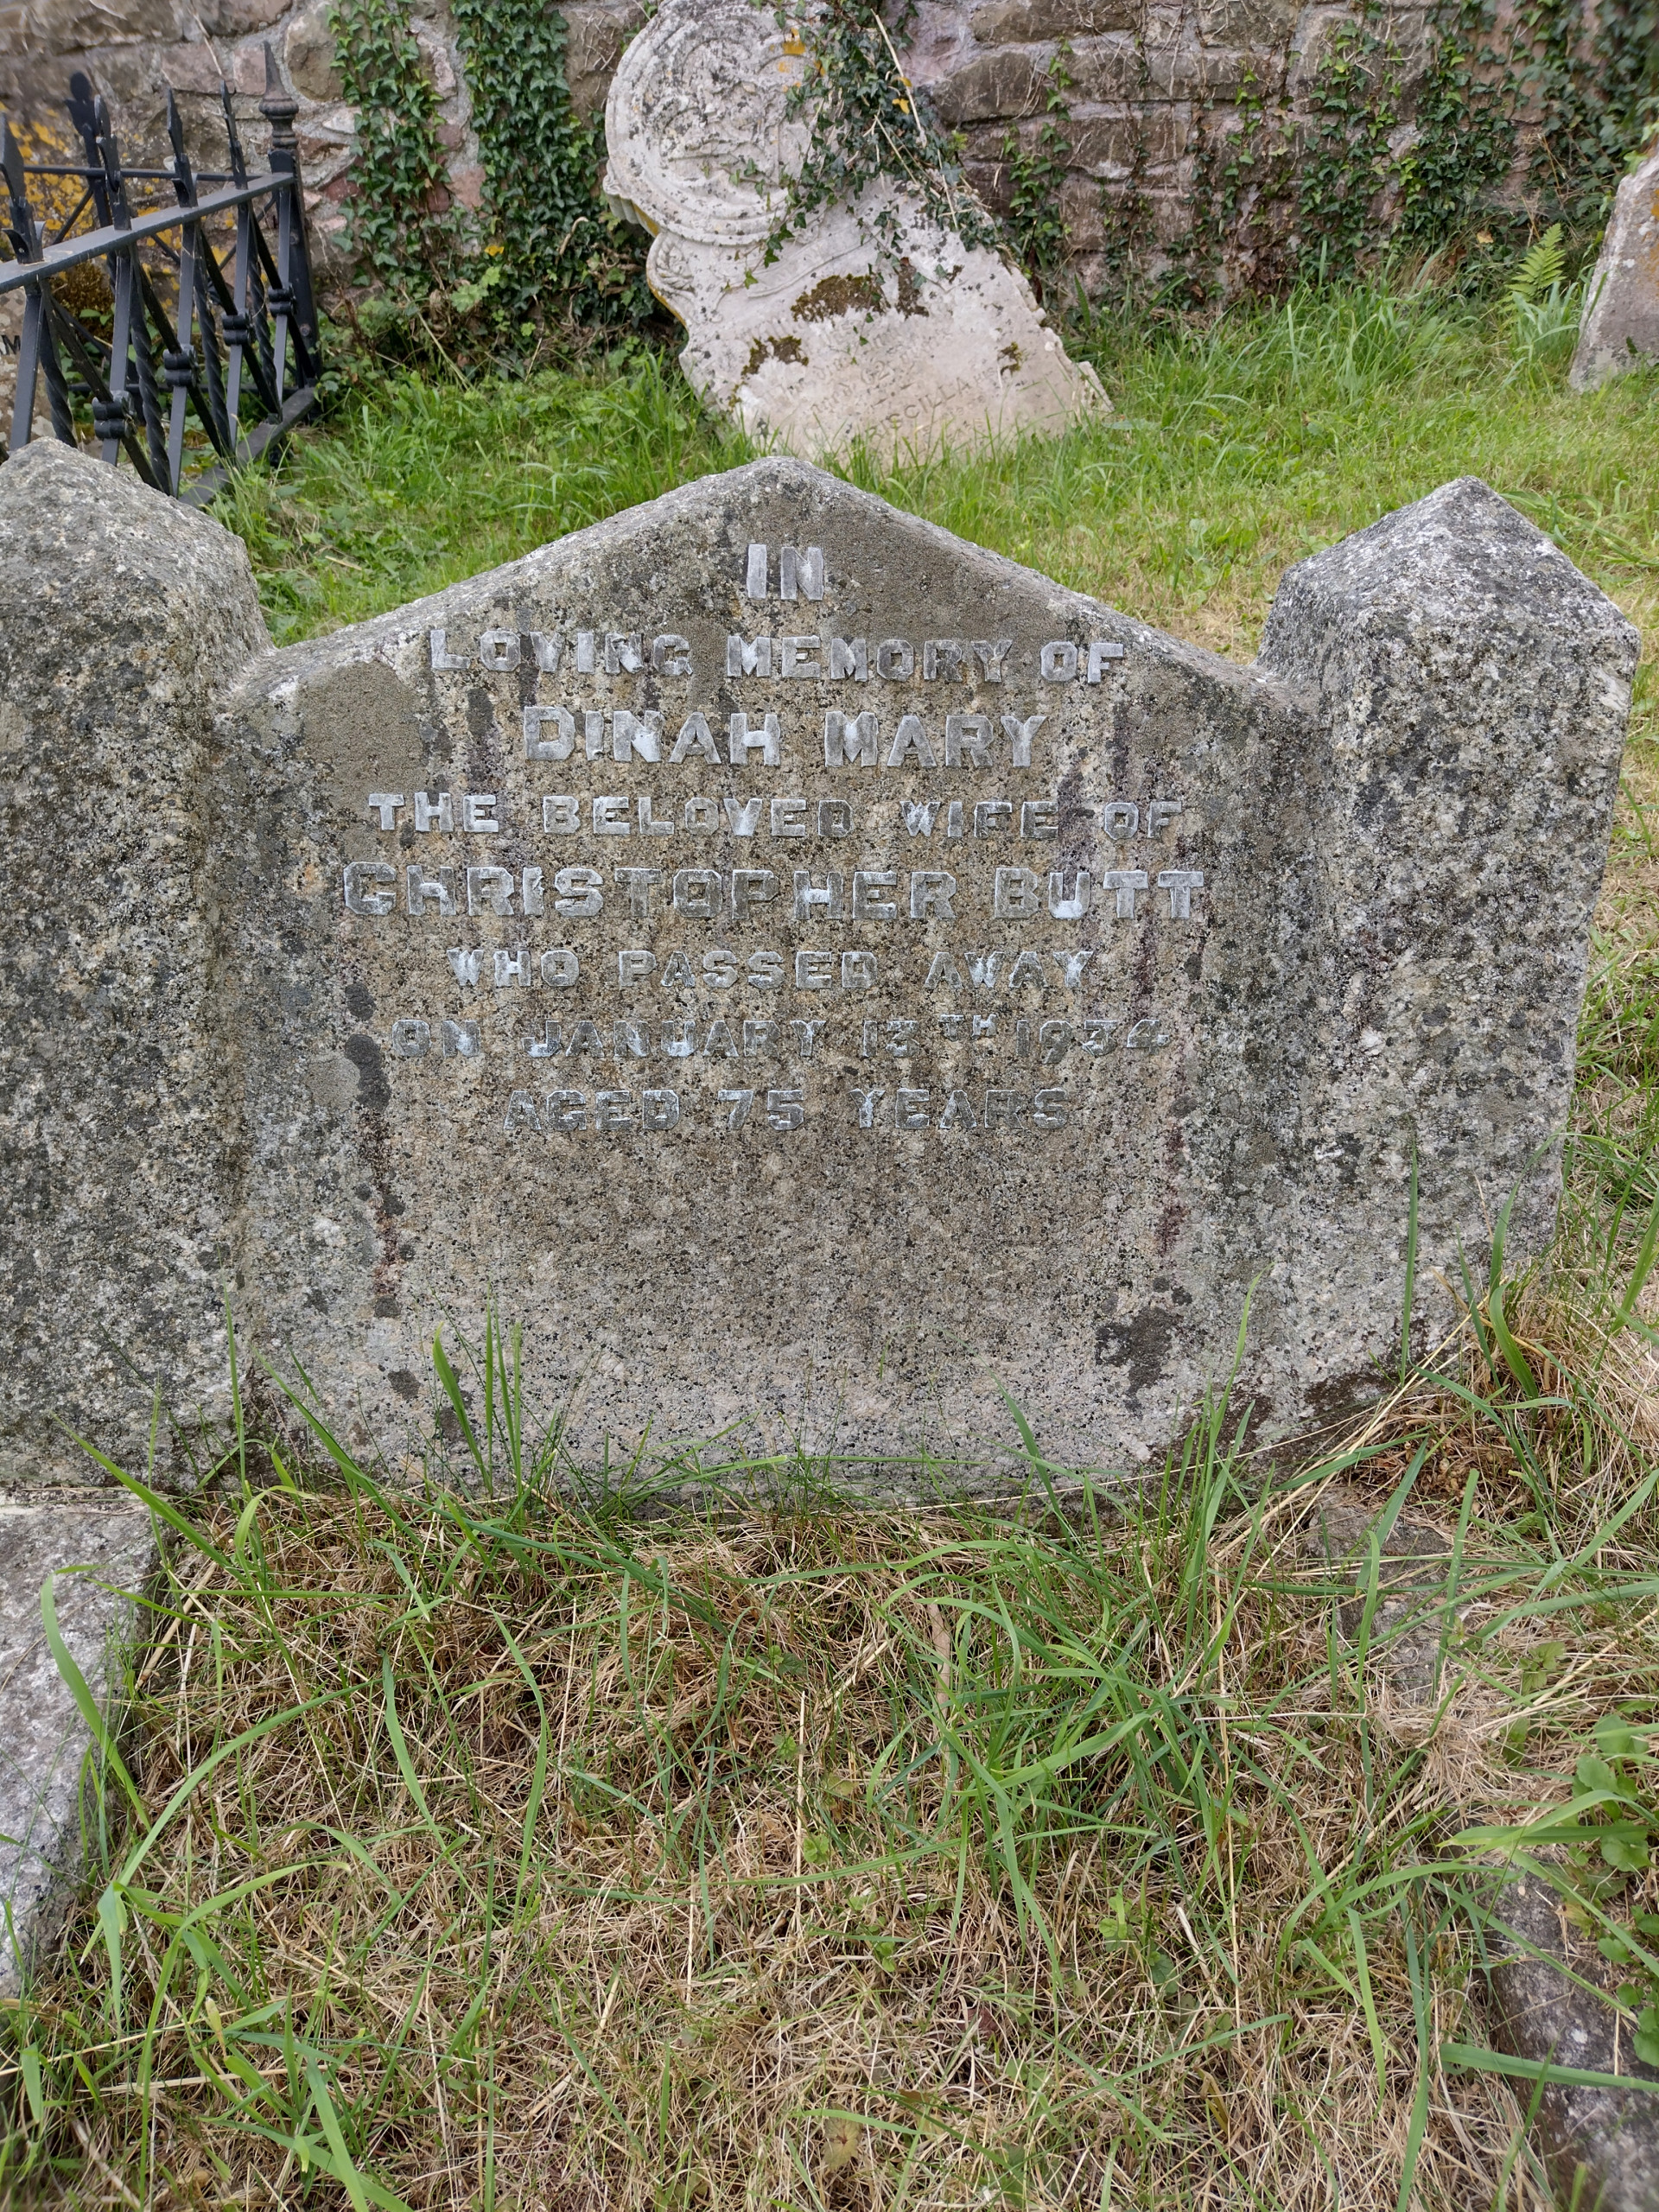 IN
LOVING MEMORY OF
DINAH MARY
THE BELOVED WIFE OF
CHRISTOPHER BUTT
WHO PASSED AWAY
ON JANUARY 13TH 1934
AGED 75 YEARS